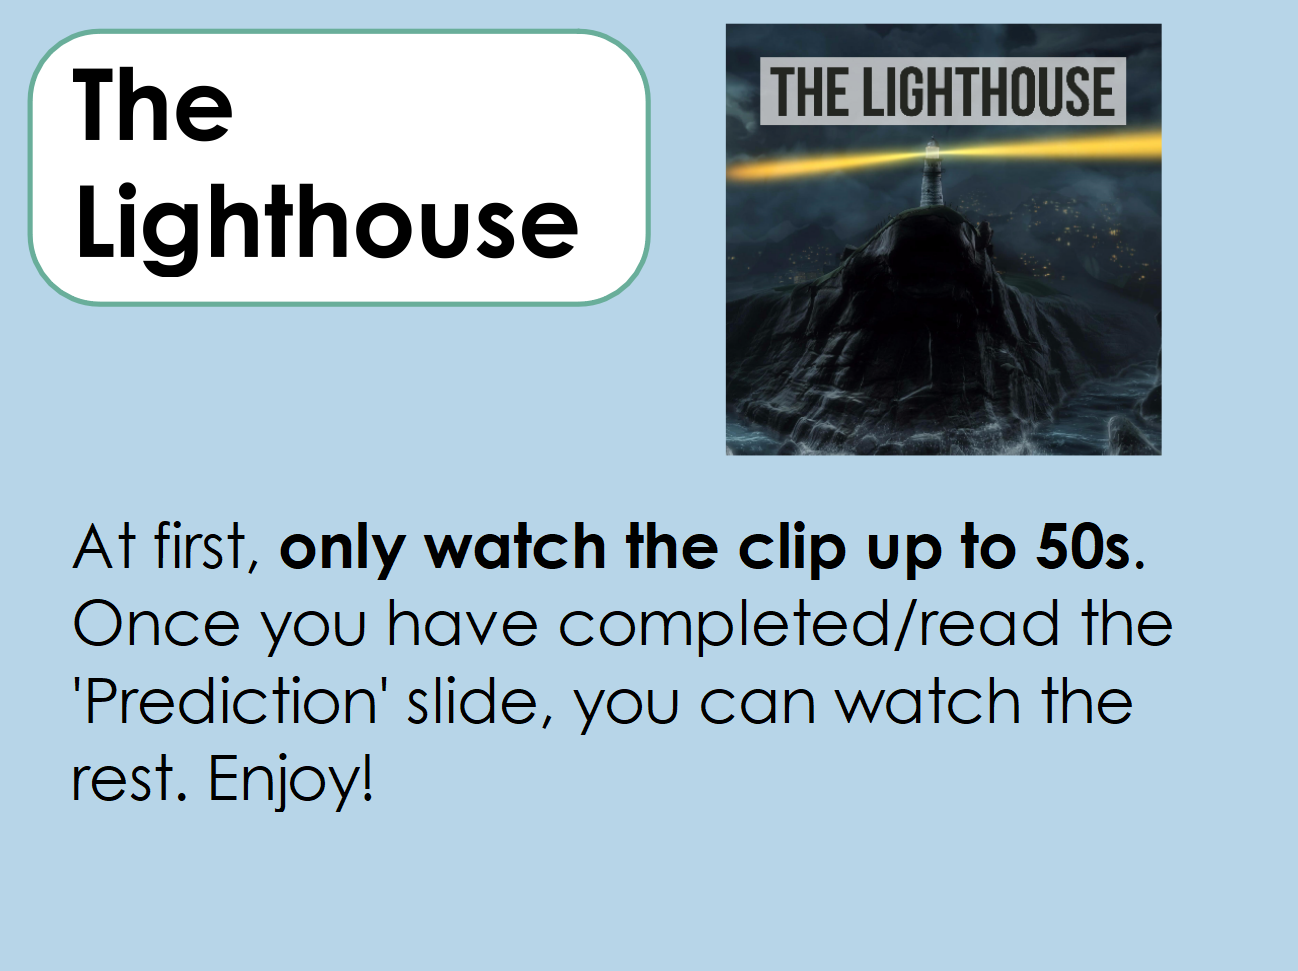 The
Lighthouse
THE LIGHTHOUSE
At first, only watch the clip up to 50s.
Once you have completed/read the
'Prediction' slide, you can watch the
rest. Enjoy!